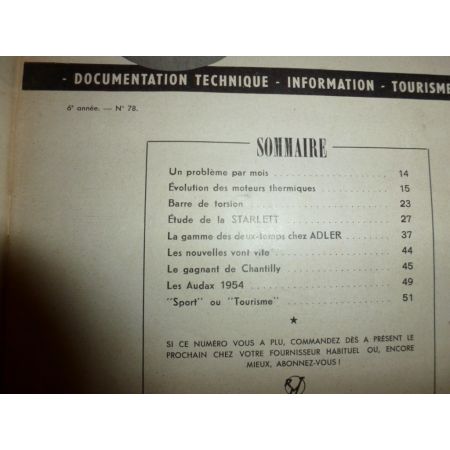 - DOCUMENTATION TECHNIQUE - INFORMATION - TOURISME
6e année. — N° 78.
SOMMAIRE
Un problème par mois . . . . . 14
Évolution des moteurs thermiques . . . . 15
Barre de torsion . . . . . . 23
Étude de la STARLETT . . . . . 27
La gamme des deux-temps chez ADLER . . . 37
Les nouvelles vont vite . . . . . 44
Le gagnant de Chantilly . . . . . 45
Les Audax 1954 . . . . . . 49
"Sport" ou "Tourisme" . . . . . 51
★
SI CE NUMERO VOUS A PLU, COMMANDEZ DES A PRÉSENT LE
PROCHAIN CHEZ VOTRE FOURNISSEUR HABITUEL OU, ENCORE
MIEUX, ABONNEZ-VOUS !